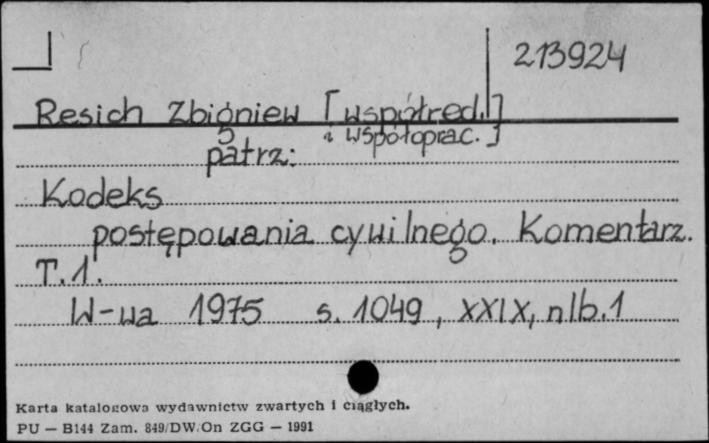 213924
Resich Zbigniew [współred.]
i współoprac.]
patrz:
Kodeks
postępowania cywilnego. Komentarz.
T. 1.
W-wa 1975 s. 1049, XXIX, nlb. 1
Karta katalogowa wydawnictw zwartych i ciągłych.
PU — B144 Zam. 849/DW/On ZGG — 1991